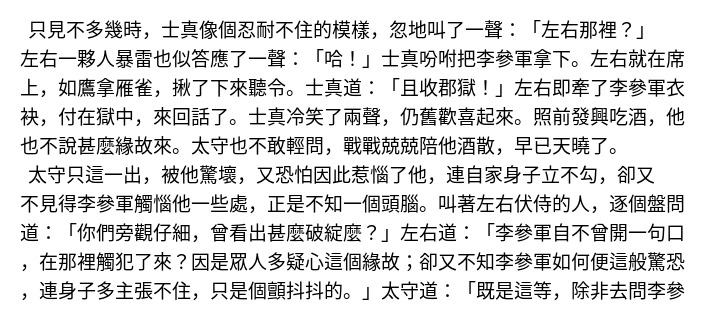 只見不多幾時，士真像個忍耐不住的模樣，忽地叫了一聲：「左右那裡？」
左右一夥人暴雷也似答應了一聲：「哈！」士真吩咐把李參軍拿下。左右就在席
上，如鷹拿雁雀，揪了下來聽令。士真道：「且收郡獄！」左右即牽了李參軍衣
袂，付在獄中，來回話了。士真冷笑了兩聲，仍舊歡喜起來。照前發興吃酒，他
也不說甚麼緣故來。太守也不敢輕問，戰戰兢兢陪他酒散，早已天曉了。
太守只這一出，被他驚壞，又恐怕因此惹惱了他，連自家身子立不勾，卻又
不見得李參軍觸惱他一些處，正是不知一個頭腦。叫著左右伏侍的人，逐個盤問
道：「你們旁觀仔細，曾看出甚麼破綻麼？」左右道：「李參軍自不曾開一句口
，在那裡觸犯了來？因是眾人多疑心這個緣故；卻又不知李參軍如何便這般驚恐
，連身子多主張不住，只是個顫抖抖的。」太守道：「既是這等，除非去問李參